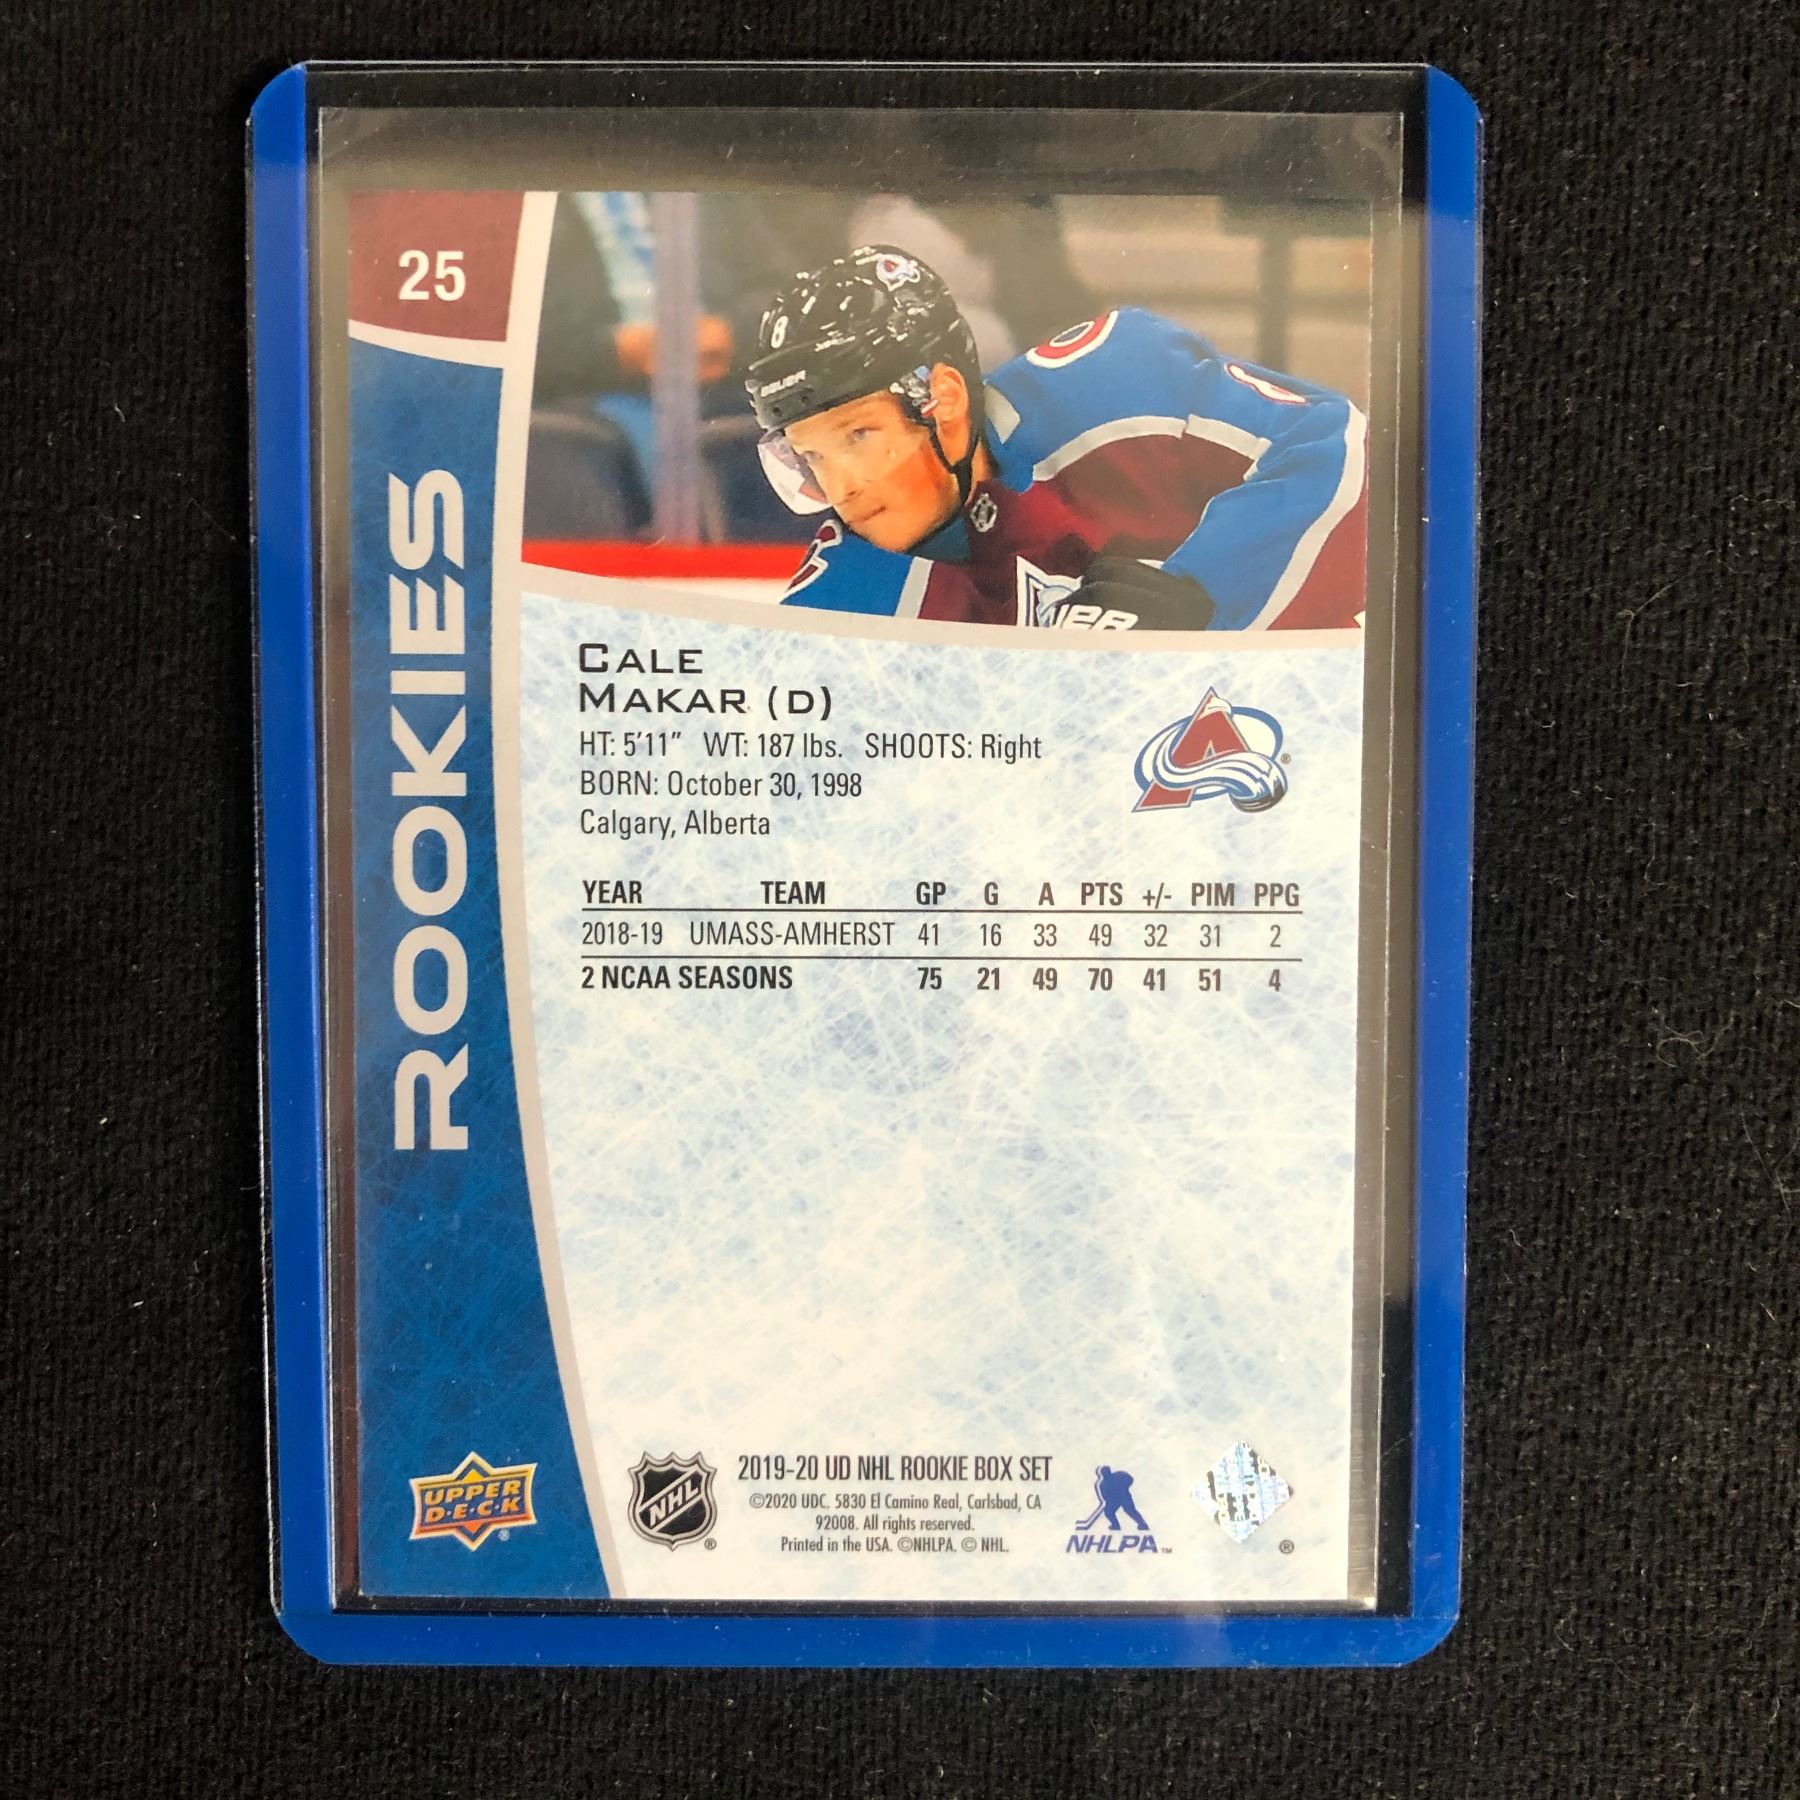 25
ROOKIES
8
BAUER
CALE
MAKAR (D)
HT: 5'11" WT: 187 lbs. SHOOTS: Right
BORN: October 30, 1998
Calgary, Alberta
YEAR TEAM GP G A PTS +/- PIM PPG
2018-19 UMASS-AMHERST 41 16 33 49 32 31 2
2 NCAA SEASONS 75 21 49 70 41 51 4
UPPER
D•E•C•K
®
NHL
®
2019-20 UD NHL ROOKIE BOX SET
©2020 UDC. 5830 El Camino Real, Carlsbad, CA
92008. All rights reserved.
Printed in the USA. ©NHLPA. © NHL.
NHLPA™
®